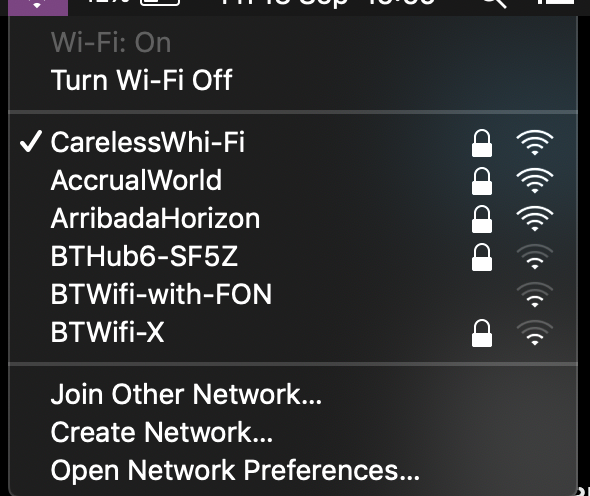 Wi-Fi: On
Turn Wi-Fi Off
CarelessWhi-Fi
AccrualWorld
ArribadaHorizon
BTHub6-SF5Z
BTWifi-with-FON
BTWifi-X
Join Other Network...
Create Network...
Open Network Preferences...